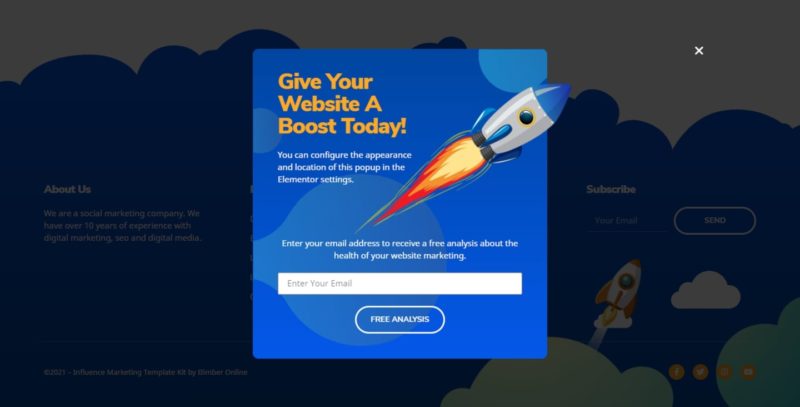 Give Your
Website A
Boost Today!
You can configure the appearance
and location of this popup in the
Elementor settings.
Enter your email address to receive a free analysis about the
health of your website marketing.
Enter Your Email
FREE ANALYSIS
About Us
We are a social marketing company. We
have over 10 years of experience with
digital marketing, seo and digital media.
Subscribe
Your Email
SEND
©2021 - Influence Marketing Template Kit by Bimber Online